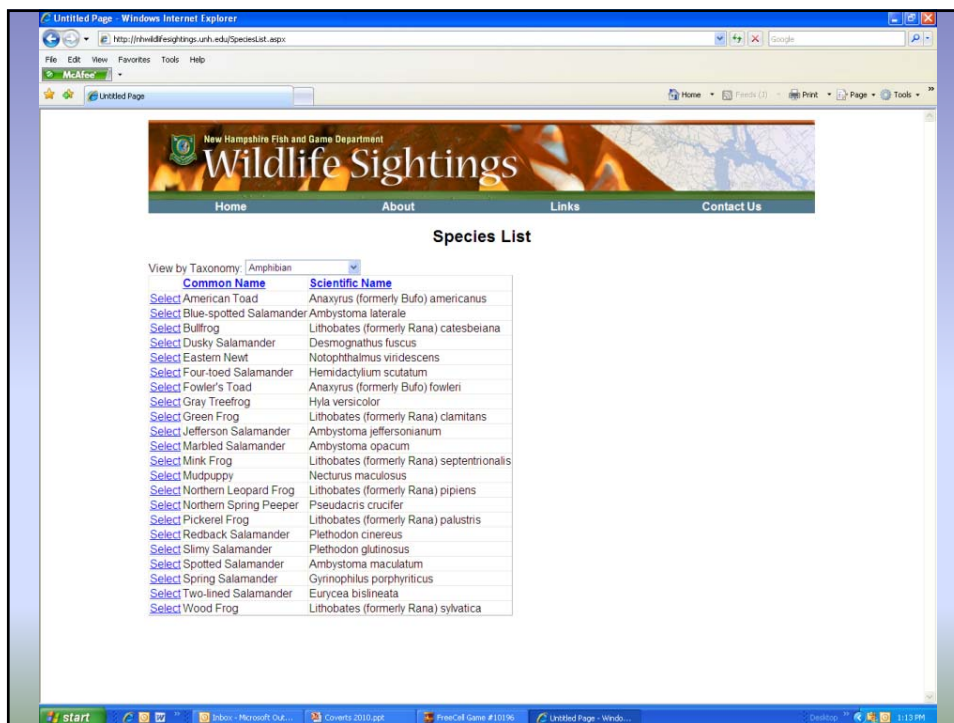 Untitled Page - Windows Internet Explorer
http://nhwildlifesightings.unh.edu/SpeciesList.aspx
Google
File Edit View Favorites Tools Help
McAfee
Untitled Page
Home Feeds (J) Print Page Tools »
New Hampshire Fish and Game Department
Wildlife Sightings
Home About Links Contact Us
Species List
View by Taxonomy: Amphibian
Common Name Scientific Name
Select American Toad Anaxyrus (formerly Bufo) americanus
Select Blue-spotted Salamander Ambystoma laterale
Select Bullfrog Lithobates (formerly Rana) catesbeiana
Select Dusky Salamander Desmognathus fuscus
Select Eastern Newt Notophthalmus viridescens
Select Four-toed Salamander Hemidactylium scutatum
Select Fowler's Toad Anaxyrus (formerly Bufo) fowleri
Select Gray Treefrog Hyla versicolor
Select Green Frog Lithobates (formerly Rana) clamitans
Select Jefferson Salamander Ambystoma jeffersonianum
Select Marbled Salamander Ambystoma opacum
Select Mink Frog Lithobates (formerly Rana) septentrionalis
Select Mudpuppy Necturus maculosus
Select Northern Leopard Frog Lithobates (formerly Rana) pipiens
Select Northern Spring Peeper Pseudacris crucifer
Select Pickerel Frog Lithobates (formerly Rana) palustris
Select Redback Salamander Plethodon cinereus
Select Slimy Salamander Plethodon glutinosus
Select Spotted Salamander Ambystoma maculatum
Select Spring Salamander Gyrinophilus porphyriticus
Select Two-lined Salamander Eurycea bislineata
Select Wood Frog Lithobates (formerly Rana) sylvatica
start » Inbox - Microsoft Out... Coverts 2010.ppt FreeCell Game #10196 Untitled Page - Windo... Desktop » 1:13 PM